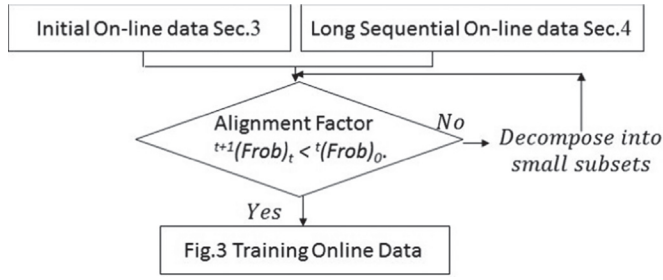 Initial On-line data Sec.3
Long Sequential On-line data Sec.4
Alignment Factor
t+1(Frob)t < t(Frob)0.
No
Decompose into
small subsets
Yes
Fig.3 Training Online Data